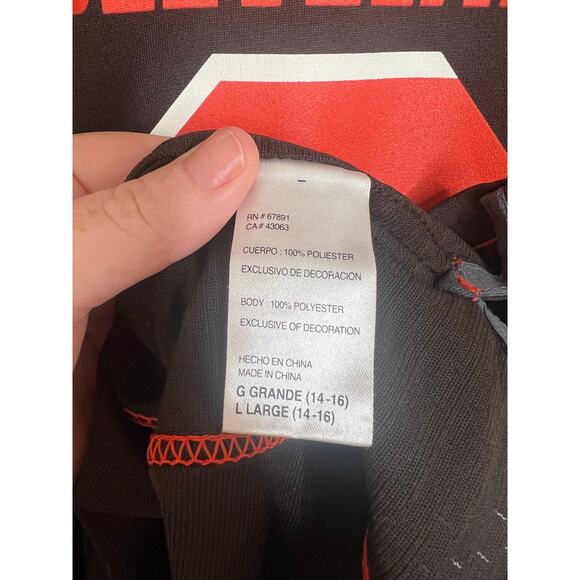 RN # 67891
CA # 43063
CUERPO : 100% POLIESTER
EXCLUSIVO DE DECORACION
BODY : 100% POLYESTER
EXCLUSIVE OF DECORATION
HECHO EN CHINA
MADE IN CHINA
G GRANDE (14-16)
L LARGE (14-16)